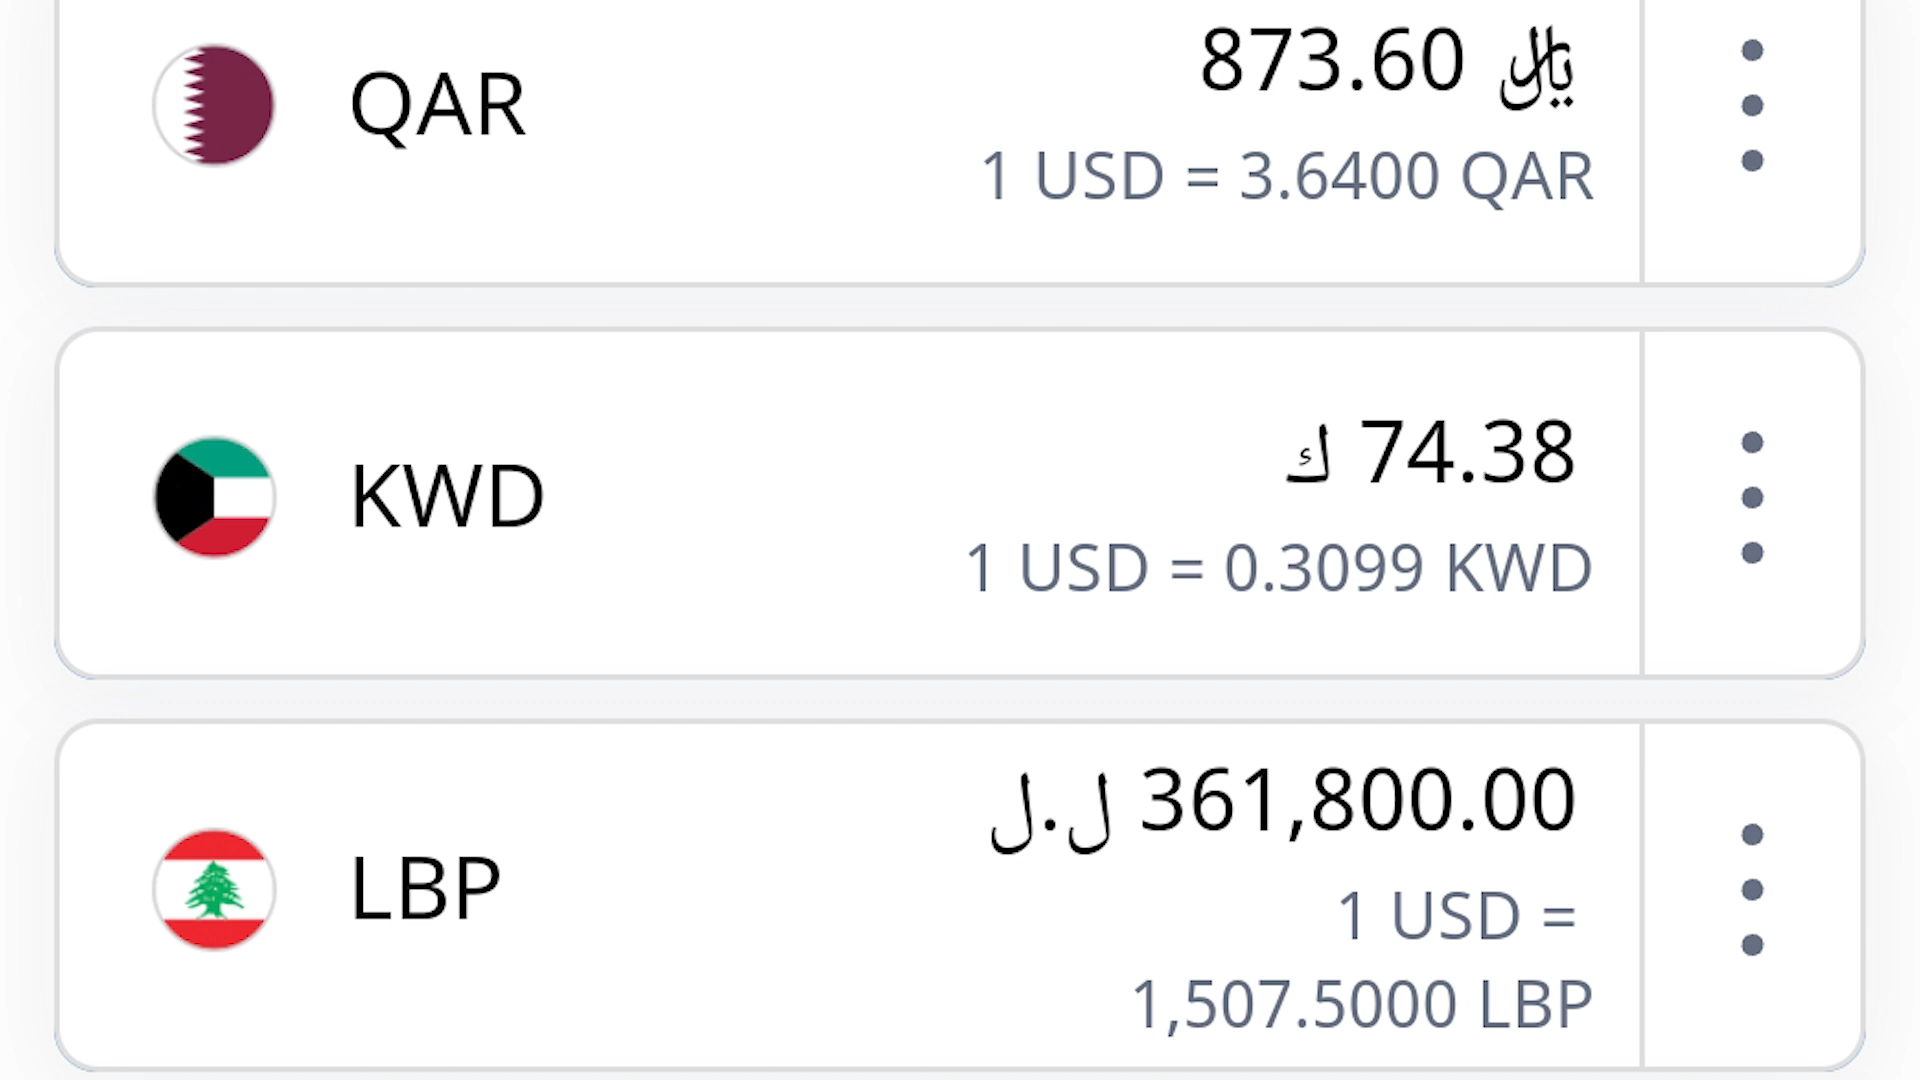 QAR
873.60 ﷼
1 USD = 3.6400 QAR
KWD
ك 74.38
1 USD = 0.3099 KWD
LBP
ل.ل 361,800.00
1 USD =
1,507.5000 LBP